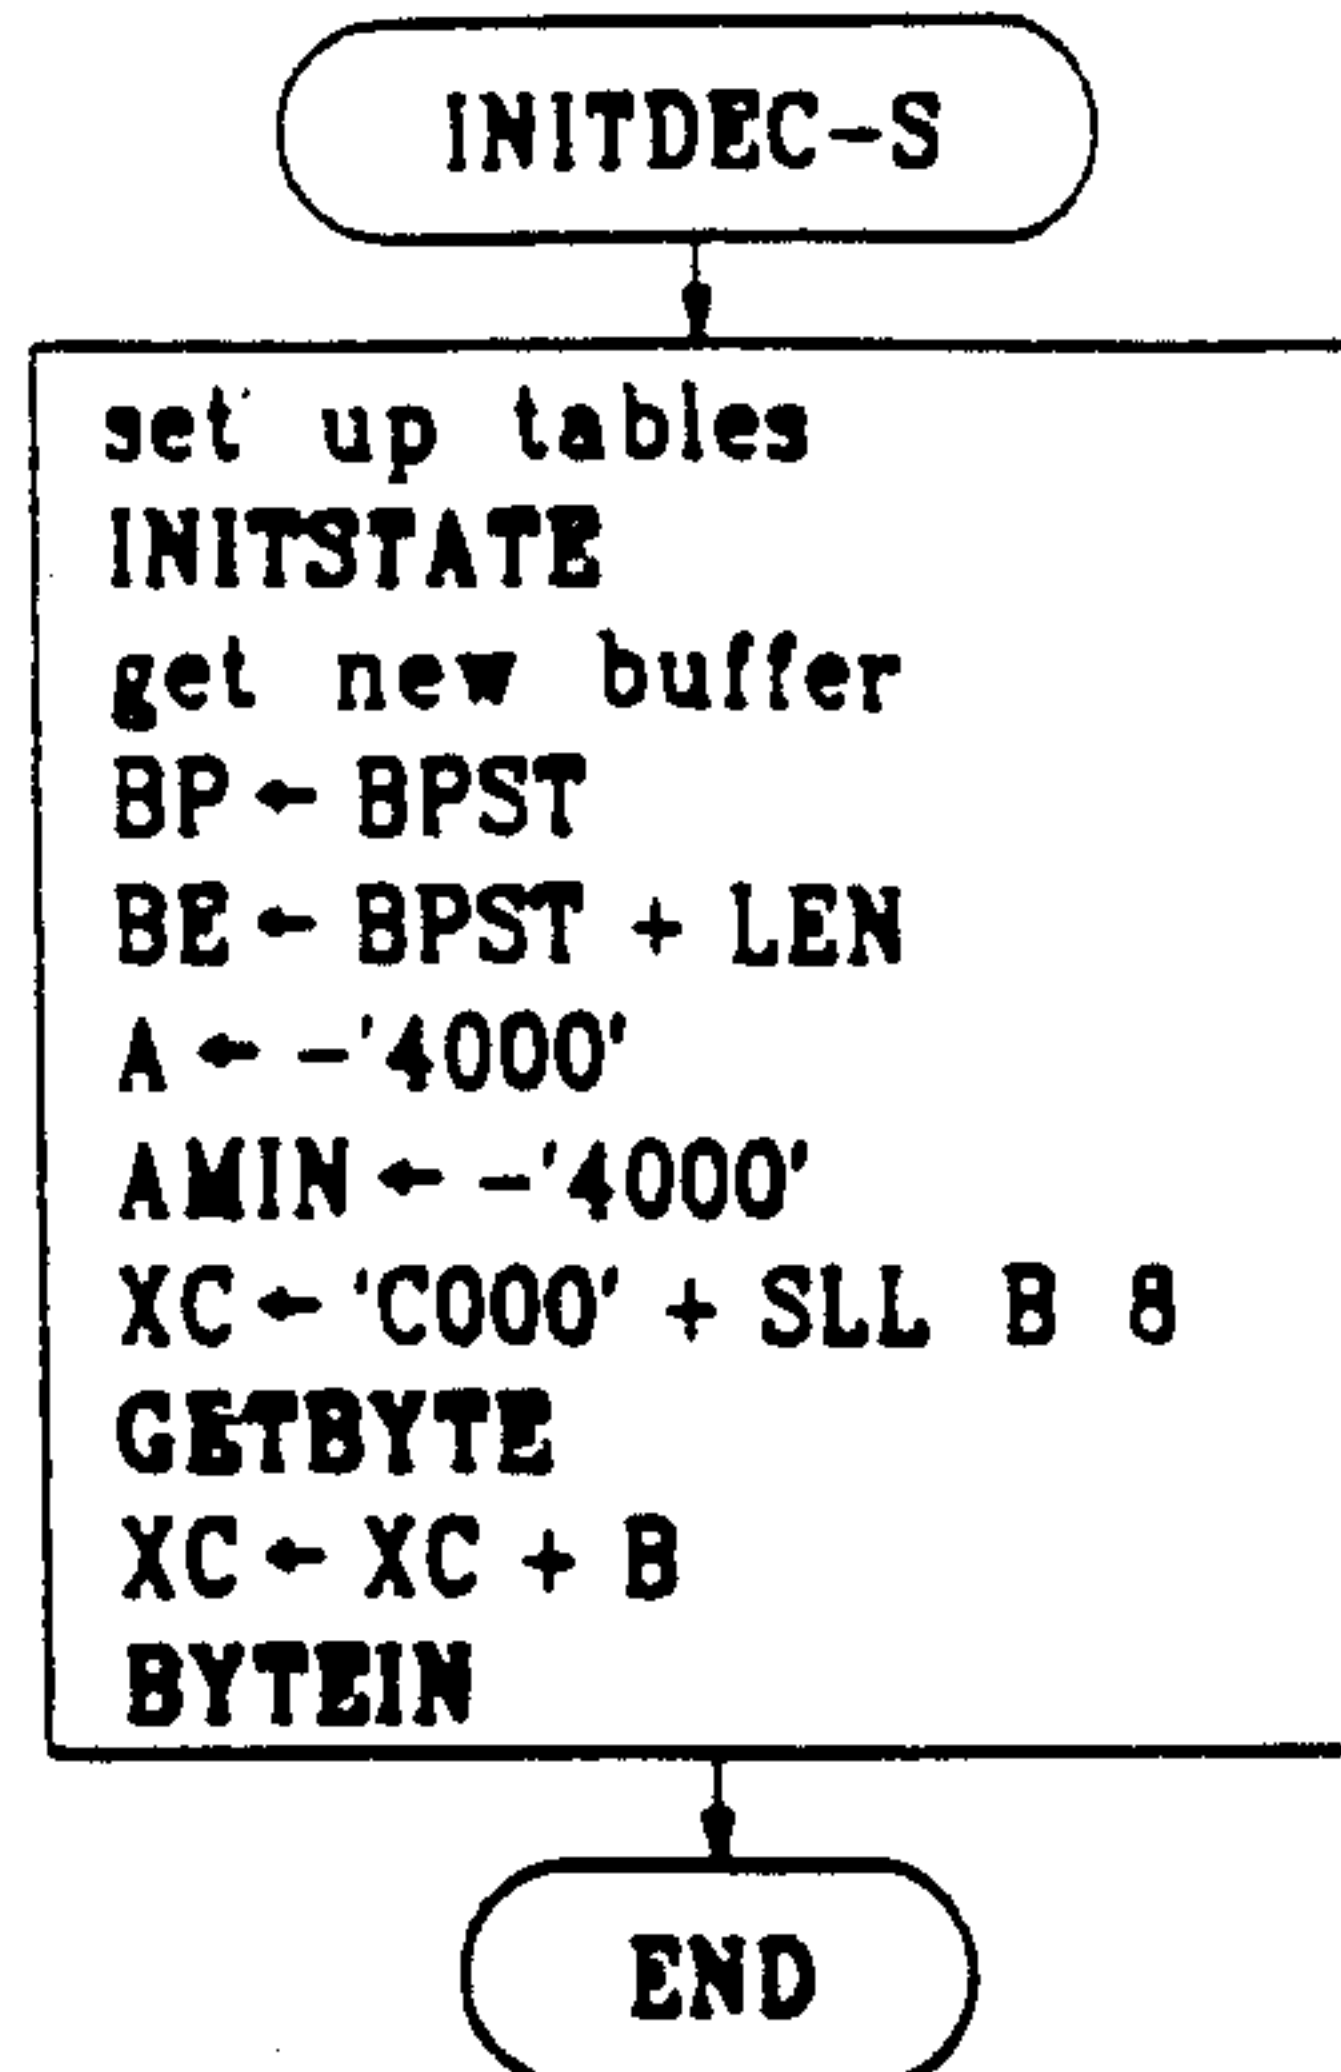 INITDEC-S
set up tables
INITSTATE
get new buffer
BP ← BPST
BE ← BPST + LEN
A ← -'4000'
AMIN ← -'4000'
XC ← 'C000' + SLL B 8
GETBYTE
XC ← XC + B
BYTEIN
END